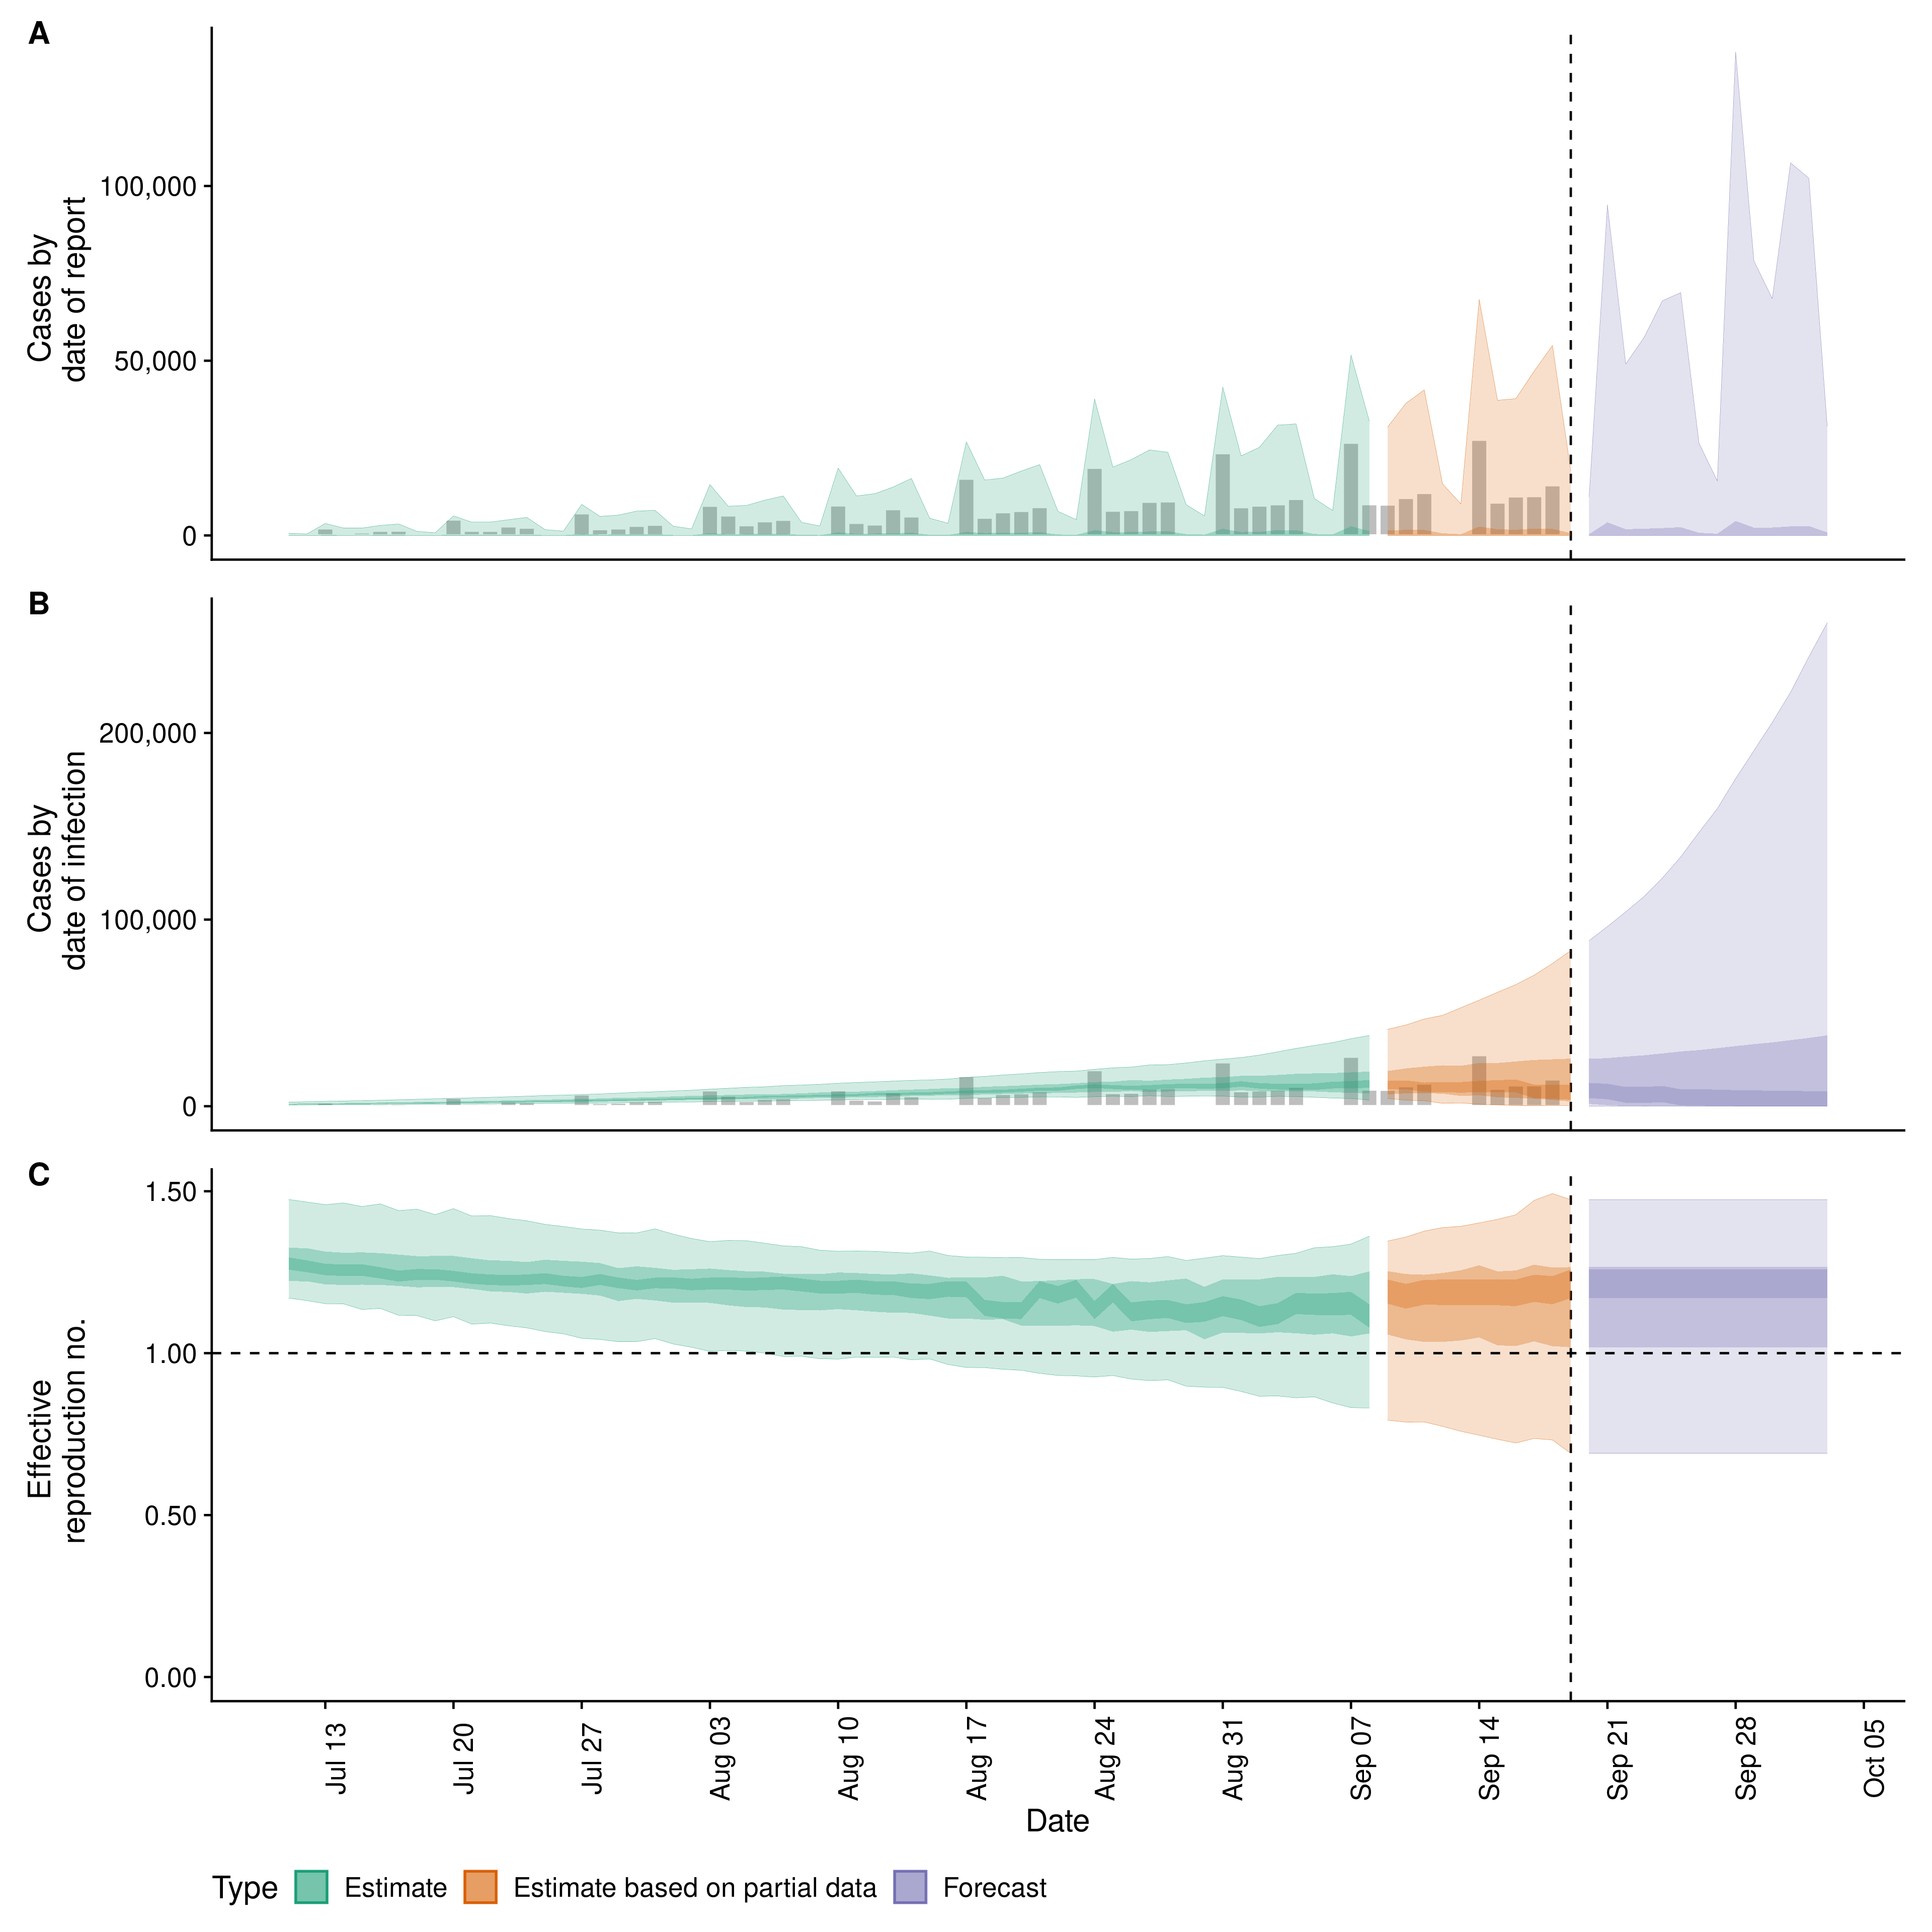 A
Cases by
date of report
100,000
50,000
0
B
Cases by
date of infection
200,000
100,000
0
C
Effective
reproduction no.
1.50
1.00
0.50
0.00
Jul 13
Jul 20
Jul 27
Aug 03
Aug 10
Aug 17
Aug 24
Aug 31
Sep 07
Sep 14
Sep 21
Sep 28
Oct 05
Date
Type Estimate Estimate based on partial data Forecast